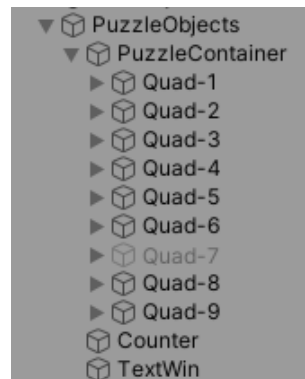 PuzzleObjects
PuzzleContainer
Quad-1
Quad-2
Quad-3
Quad-4
Quad-5
Quad-6
Quad-7
Quad-8
Quad-9
Counter
TextWin